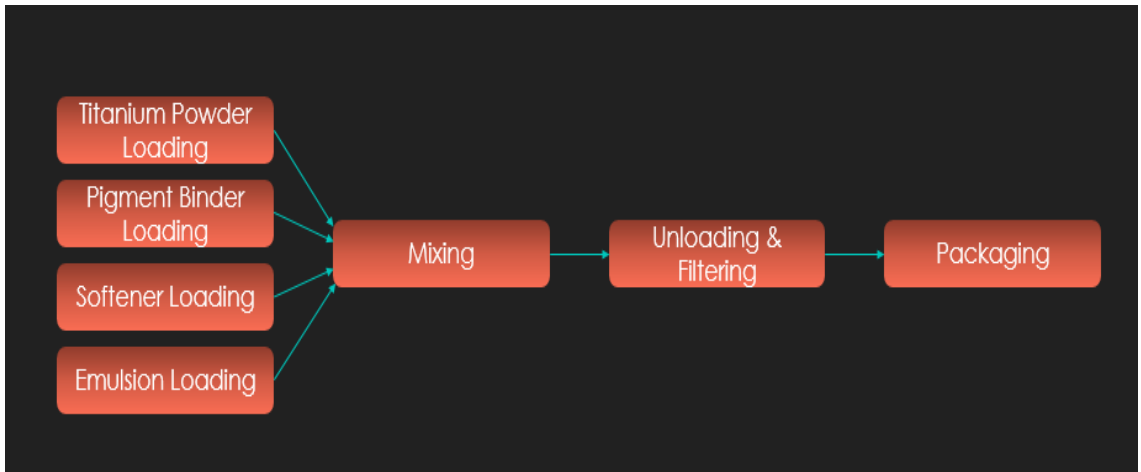 Titanium Powder
Loading
Pigment Binder
Loading
Softener Loading
Emulsion Loading
Mixing
Unloading &
Filtering
Packaging